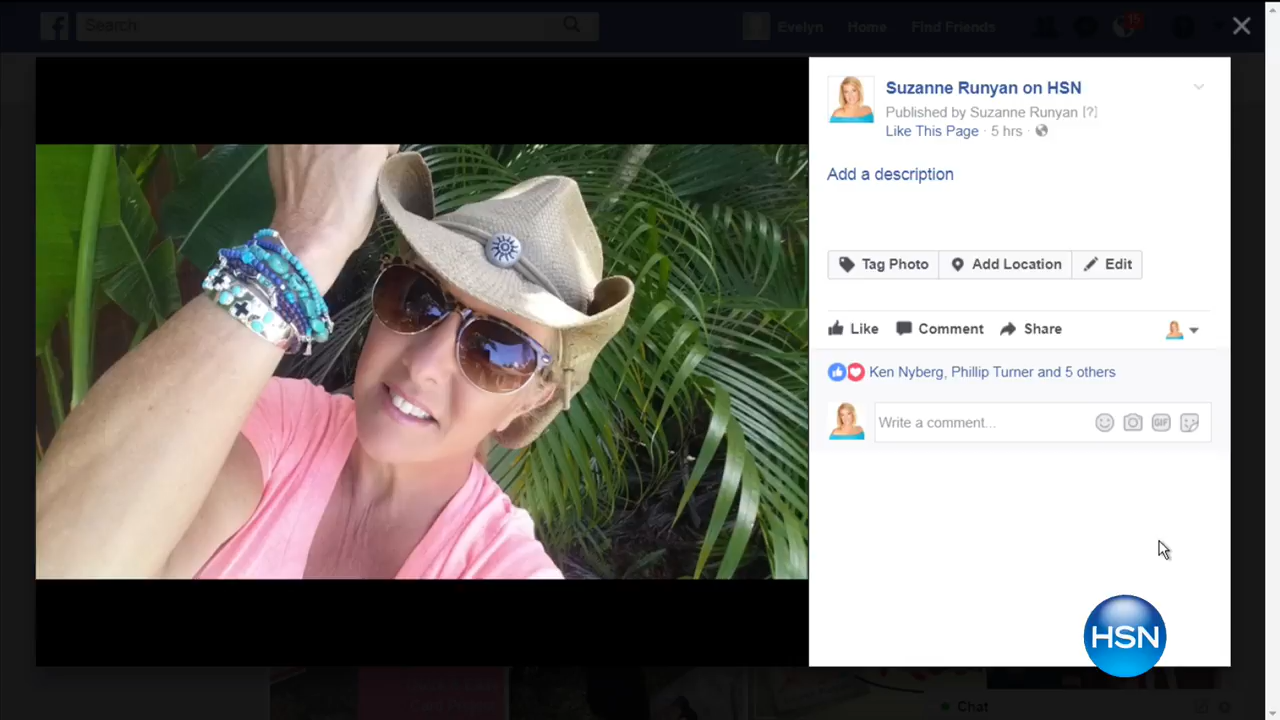 Search
Evelyn
Home
Find Friends
15
Suzanne Runyan on HSN
Published by Suzanne Runyan [?]
Like This Page · 5 hrs ·
Add a description
Tag Photo
Add Location
Edit
Like
Comment
Share
Ken Nyberg, Phillip Turner and 5 others
Write a comment...
GIF
HSN
Chat